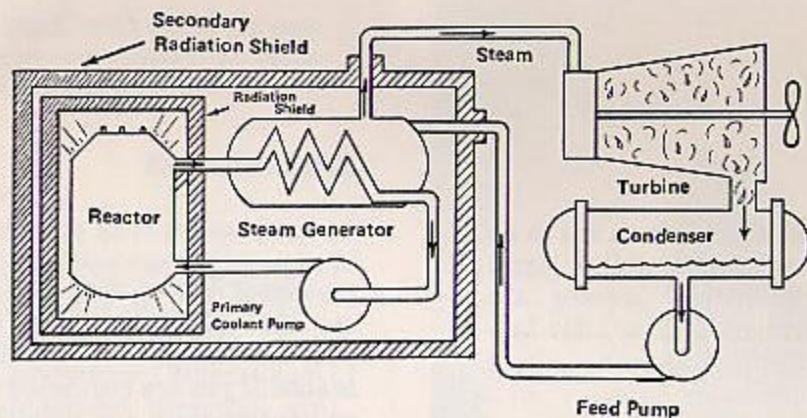 Secondary
Radiation Shield
Steam
Radiation
Shield
Reactor
Steam Generator
Turbine
Condenser
Primary
Coolant Pump
Feed Pump